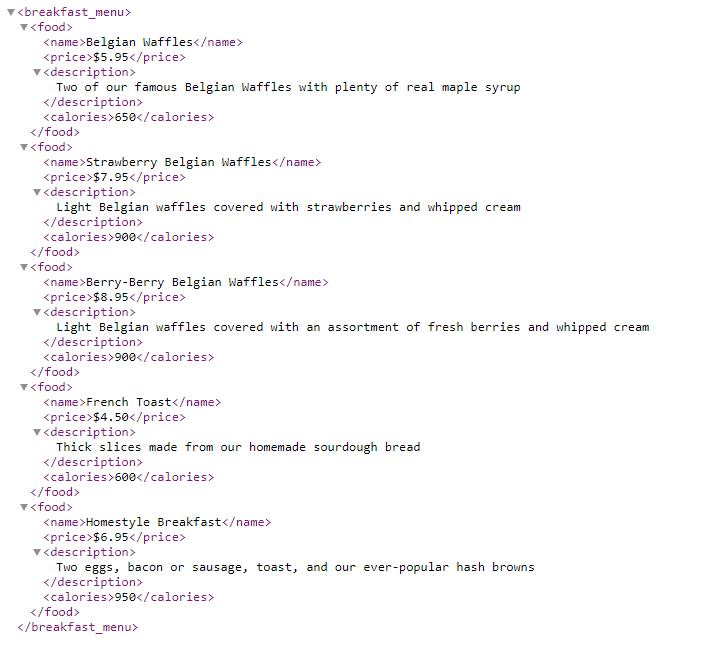 <breakfast_menu>
<food>
<name>Belgian Waffles</name>
<price>$5.95</price>
<description>
Two of our famous Belgian Waffles with plenty of real maple syrup
</description>
<calories>650</calories>
</food>
<food>
<name>Strawberry Belgian Waffles</name>
<price>$7.95</price>
<description>
Light Belgian waffles covered with strawberries and whipped cream
</description>
<calories>900</calories>
</food>
<food>
<name>Berry-Berry Belgian Waffles</name>
<price>$8.95</price>
<description>
Light Belgian waffles covered with an assortment of fresh berries and whipped cream
</description>
<calories>900</calories>
</food>
<food>
<name>French Toast</name>
<price>$4.50</price>
<description>
Thick slices made from our homemade sourdough bread
</description>
<calories>600</calories>
</food>
<food>
<name>Homestyle Breakfast</name>
<price>$6.95</price>
<description>
Two eggs, bacon or sausage, toast, and our ever-popular hash browns
</description>
<calories>950</calories>
</food>
</breakfast_menu>